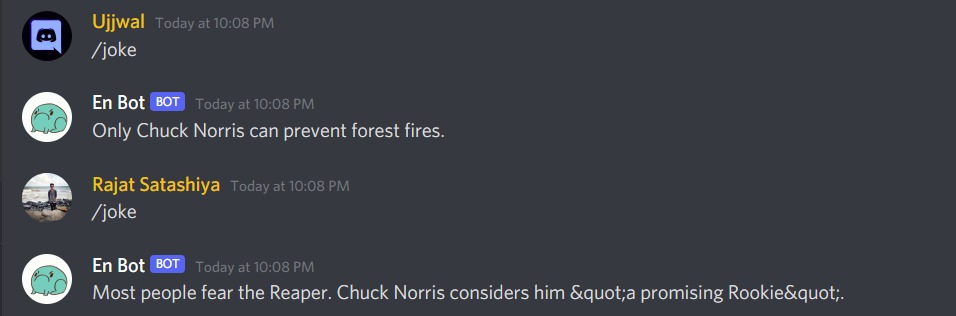 Ujjwal Today at 10:08 PM
/joke
En Bot BOT Today at 10:08 PM
Only Chuck Norris can prevent forest fires.
Rajat Satashiya Today at 10:08 PM
/joke
En Bot BOT Today at 10:08 PM
Most people fear the Reaper. Chuck Norris considers him &quot;a promising Rookie&quot;.